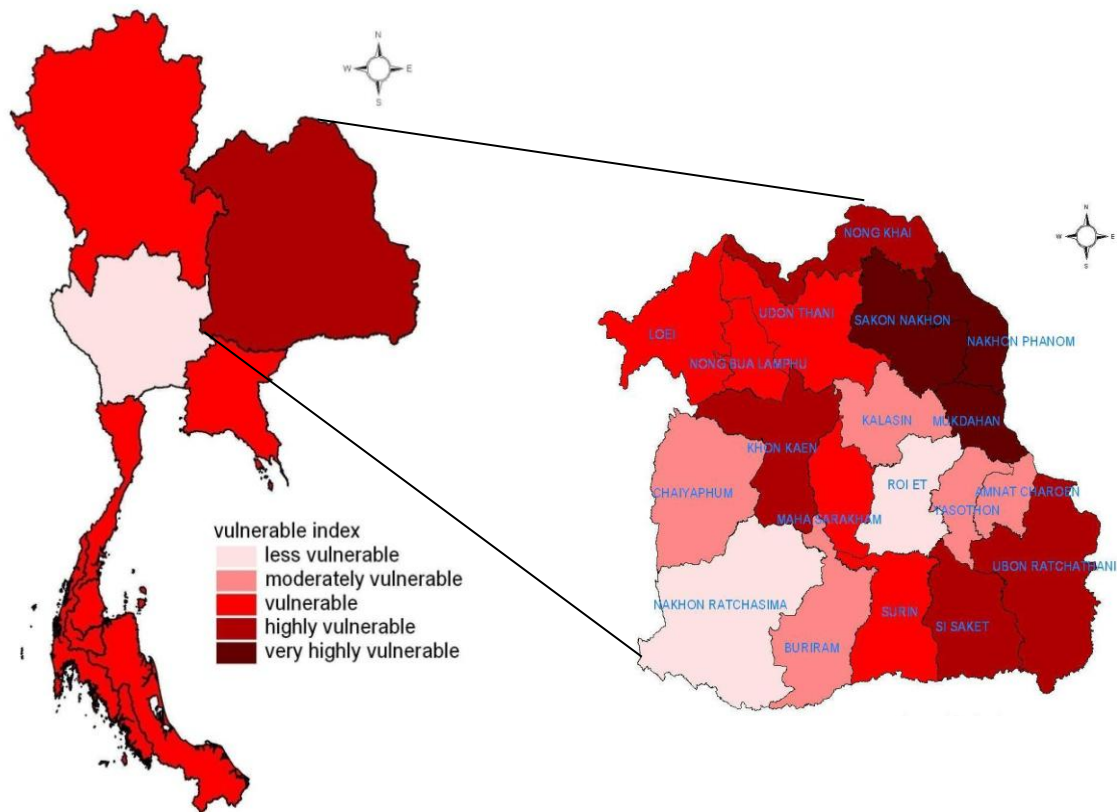 N
W E
S
N
W E
S
NONG KHAI
UDON THANI
SAKON NAKHON
LOEI
NAKHON PHANOM
NONG BUA LAMPHU
KALASIN
MUKDAHAN
KHON KAEN
CHAIYAPHUM
ROI ET
AMNAT CHAROEN
YASOTHON
MAHA SARAKHAM
UBON RATCHATHANI
NAKHON RATCHASIMA
SURIN
SI SAKET
BURIRAM
vulnerable index
less vulnerable
moderately vulnerable
vulnerable
highly vulnerable
very highly vulnerable